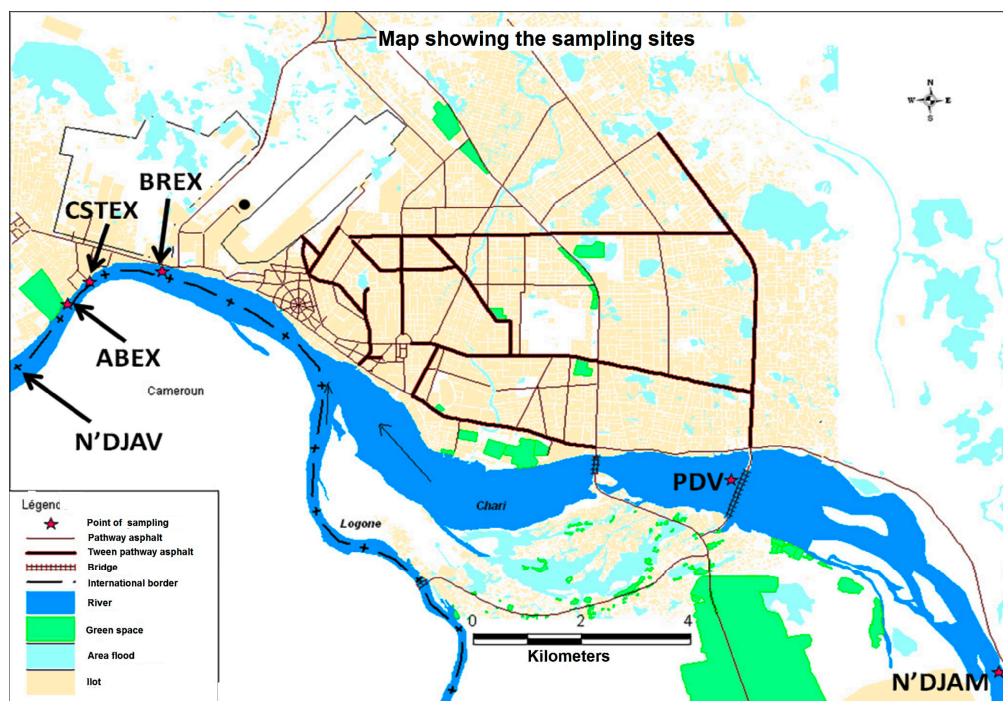 Map showing the sampling sites
N
W E
S
BREX
CSTEX
ABEX
Cameroun
N'DJAV
PDV
Chari
Logone
Légend
Point of sampling
Pathway asphalt
Tween pathway asphalt
Bridge
International border
River
Green space
Area flood
Ilot
0 2 4
Kilometers
N'DJAM